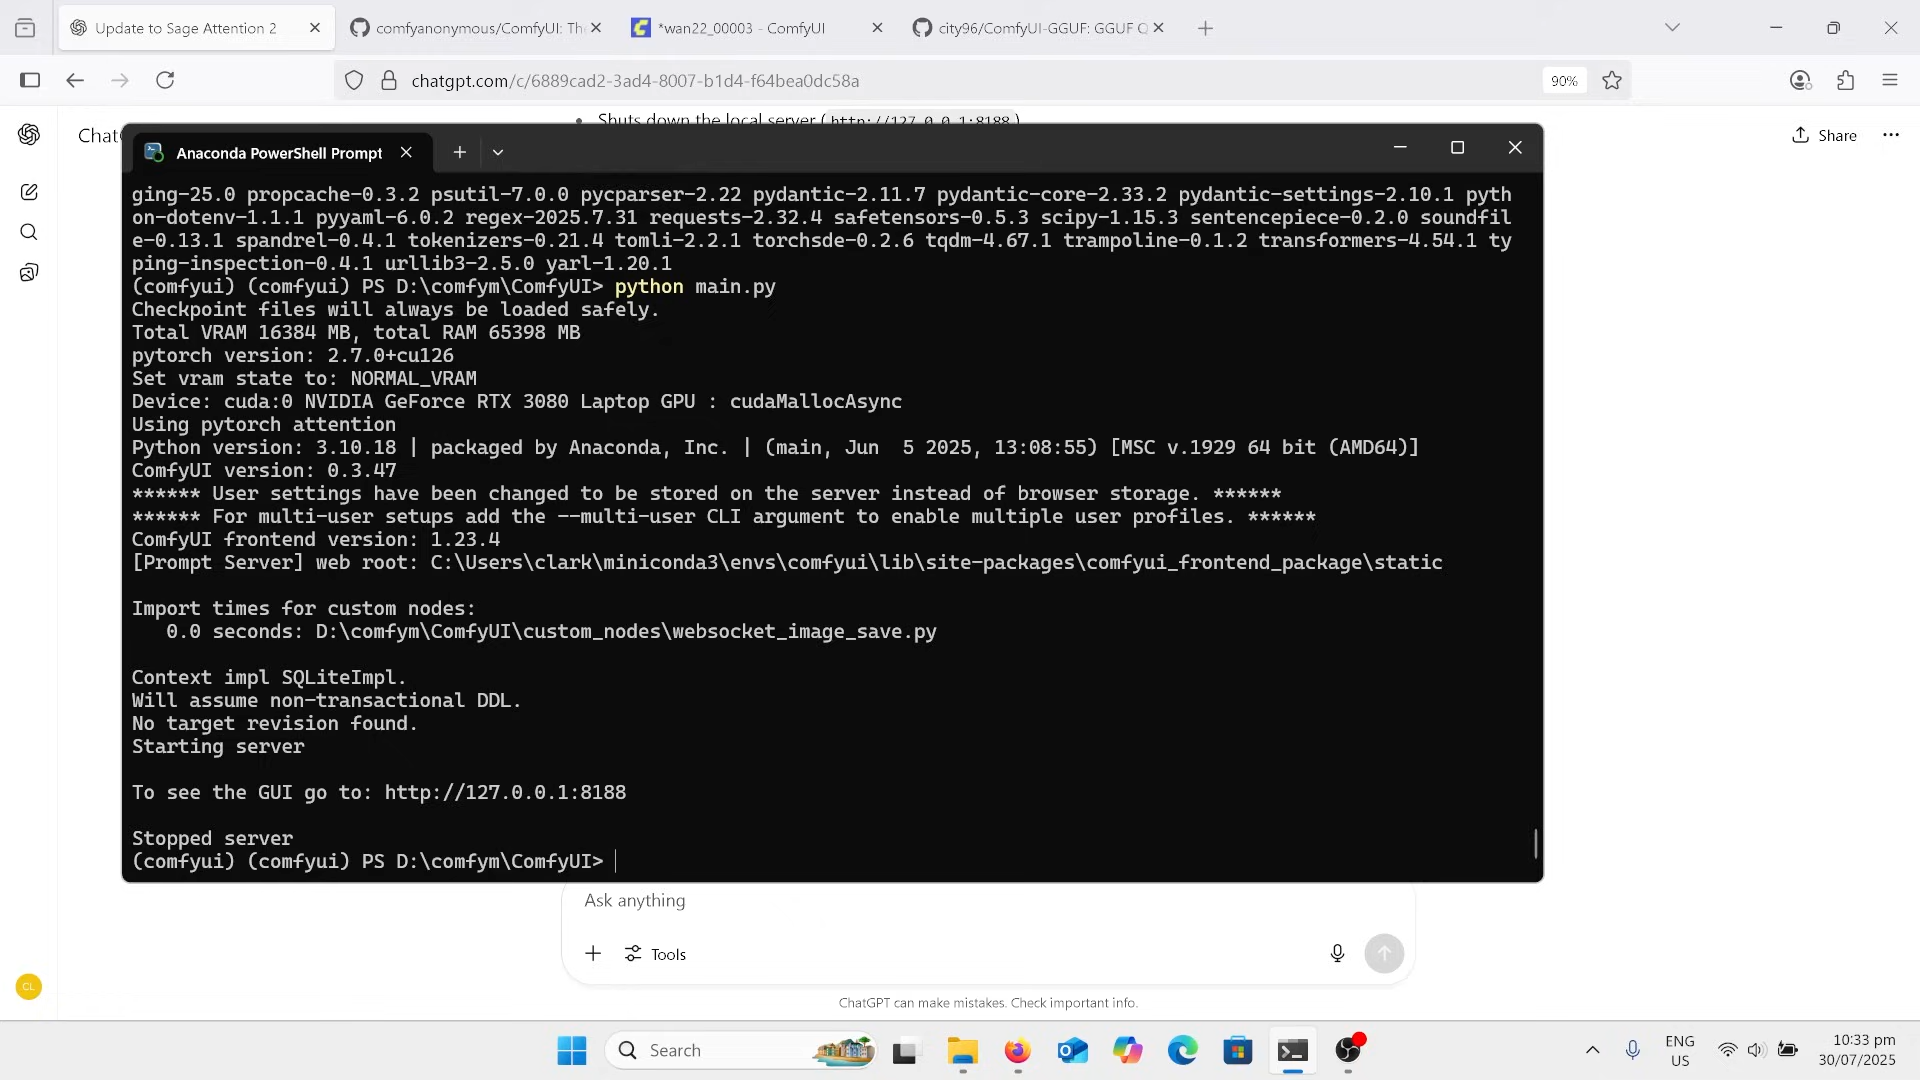 Update to Sage Attention 2
comfyanonymous/ComfyUI: Th
*wan22_00003 - ComfyUI
city96/ComfyUI-GGUF: GGUF Q
chatgpt.com/c/6889cad2-3ad4-8007-b1d4-f64bea0dc58a
90%
Shuts down the local server (http://127.0.0.1:8188)
Chat
Share
Anaconda PowerShell Prompt
ging-25.0 propcache-0.3.2 psutil-7.0.0 pycparser-2.22 pydantic-2.11.7 pydantic-core-2.33.2 pydantic-settings-2.10.1 pyth
on-dotenv-1.1.1 pyyaml-6.0.2 regex-2025.7.31 requests-2.32.4 safetensors-0.5.3 scipy-1.15.3 sentencepiece-0.2.0 soundfil
e-0.13.1 spandrel-0.4.1 tokenizers-0.21.4 tomli-2.2.1 torchsde-0.2.6 tqdm-4.67.1 trampoline-0.1.2 transformers-4.54.1 ty
ping-inspection-0.4.1 urllib3-2.5.0 yarl-1.20.1
(comfyui) (comfyui) PS D:\comfym\ComfyUI> python main.py
Checkpoint files will always be loaded safely.
Total VRAM 16384 MB, total RAM 65398 MB
pytorch version: 2.7.0+cu126
Set vram state to: NORMAL_VRAM
Device: cuda:0 NVIDIA GeForce RTX 3080 Laptop GPU : cudaMallocAsync
Using pytorch attention
Python version: 3.10.18 | packaged by Anaconda, Inc. | (main, Jun  5 2025, 13:08:55) [MSC v.1929 64 bit (AMD64)]
ComfyUI version: 0.3.47
****** User settings have been changed to be stored on the server instead of browser storage. ******
****** For multi-user setups add the --multi-user CLI argument to enable multiple user profiles. ******
ComfyUI frontend version: 1.23.4
[Prompt Server] web root: C:\Users\clark\miniconda3\envs\comfyui\lib\site-packages\comfyui_frontend_package\static
Import times for custom nodes:
0.0 seconds: D:\comfym\ComfyUI\custom_nodes\websocket_image_save.py
Context impl SQLiteImpl.
Will assume non-transactional DDL.
No target revision found.
Starting server
To see the GUI go to: http://127.0.0.1:8188
Stopped server
(comfyui) (comfyui) PS D:\comfym\ComfyUI>
Ask anything
Tools
CL
ChatGPT can make mistakes. Check important info.
Search
ENG
US
10:33 pm
30/07/2025